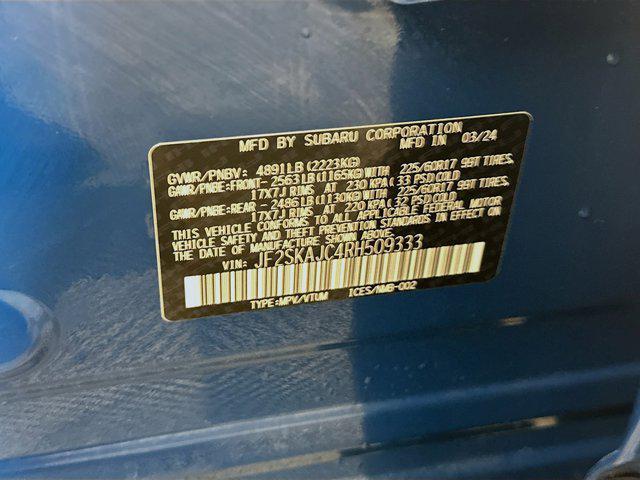 MFD BY SUBARU CORPORATION
MFD IN 03/24
GVWR/PNBV: 4891LB(2223KG)
GAWR/PNBE:FRONT- 2563LB(1165KG)WITH 225/60R17 99T TIRES,
17X7J RIMS AT 230 KPA(33 PSI)COLD
GAWR/PNBE:REAR- 2486LB(1130KG)WITH 225/60R17 99T TIRES,
17X7J RIMS AT 220 KPA(32 PSI)COLD
THIS VEHICLE CONFORMS TO ALL APPLICABLE FEDERAL MOTOR
VEHICLE SAFETY AND THEFT PREVENTION STANDARDS IN EFFECT ON
THE DATE OF MANUFACTURE SHOWN ABOVE.
VIN: JF2SKAJC4RH509333
TYPE:MPV/VTUM ICES/NMB-002